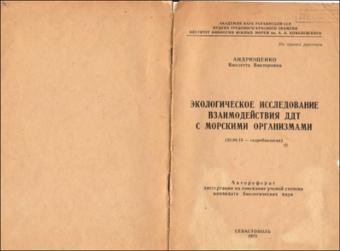 АКАДЕМИЯ НАУК УКРАИНСКОЙ ССР
ОРДЕНА ТРУДОВОГО КРАСНОГО ЗНАМЕНИ
ИНСТИТУТ БИОЛОГИИ ЮЖНЫХ МОРЕЙ им. А. О. КОВАЛЕВСКОГО
На правах рукописи
АНДРЮЩЕНКО
Виолетта Викторовна
ЭКОЛОГИЧЕСКОЕ ИССЛЕДОВАНИЕ
ВЗАИМОДЕЙСТВИЯ ДДТ
С МОРСКИМИ ОРГАНИЗМАМИ
— гидробиология)
Автореферат
диссертации на соискание ученой степени
кандидата биологических наук
СЕВАСТОПОЛЬ